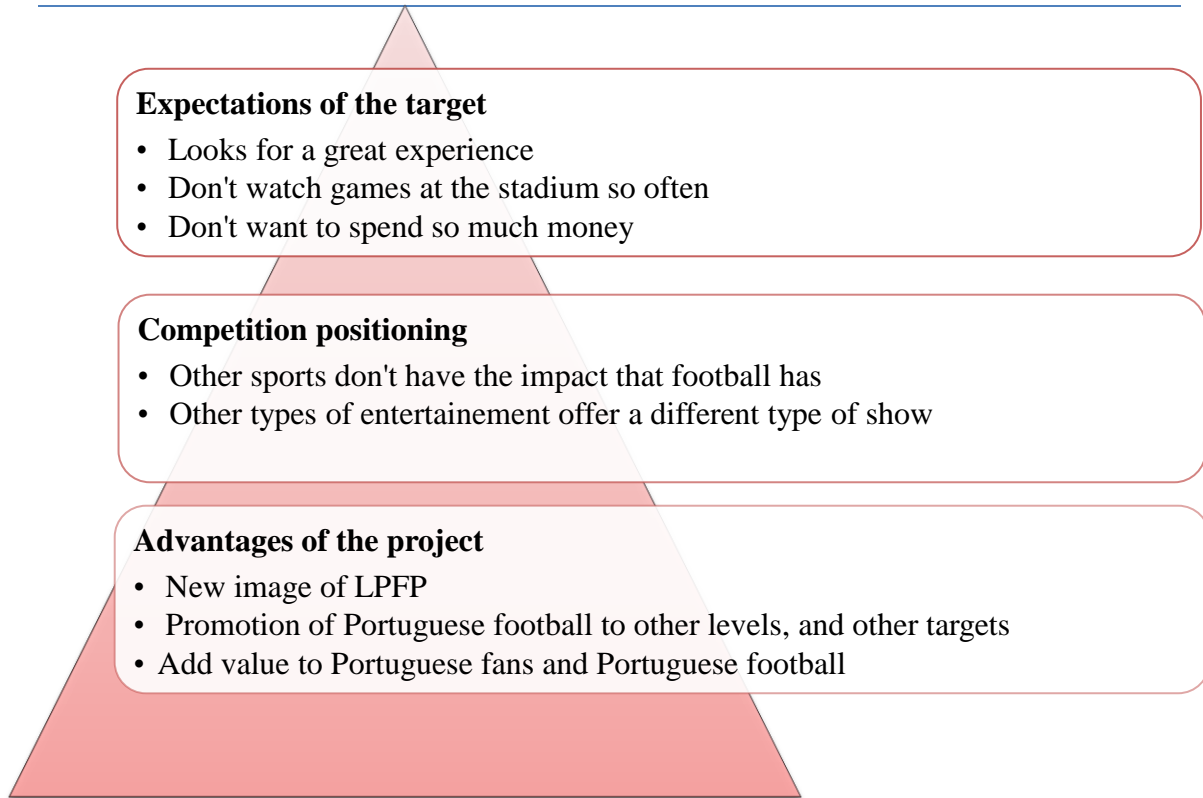 Expectations of the target
• Looks for a great experience
• Don't watch games at the stadium so often
• Don't want to spend so much money
Competition positioning
• Other sports don't have the impact that football has
• Other types of entertainement offer a different type of show
Advantages of the project
• New image of LPFP
• Promotion of Portuguese football to other levels, and other targets
• Add value to Portuguese fans and Portuguese football